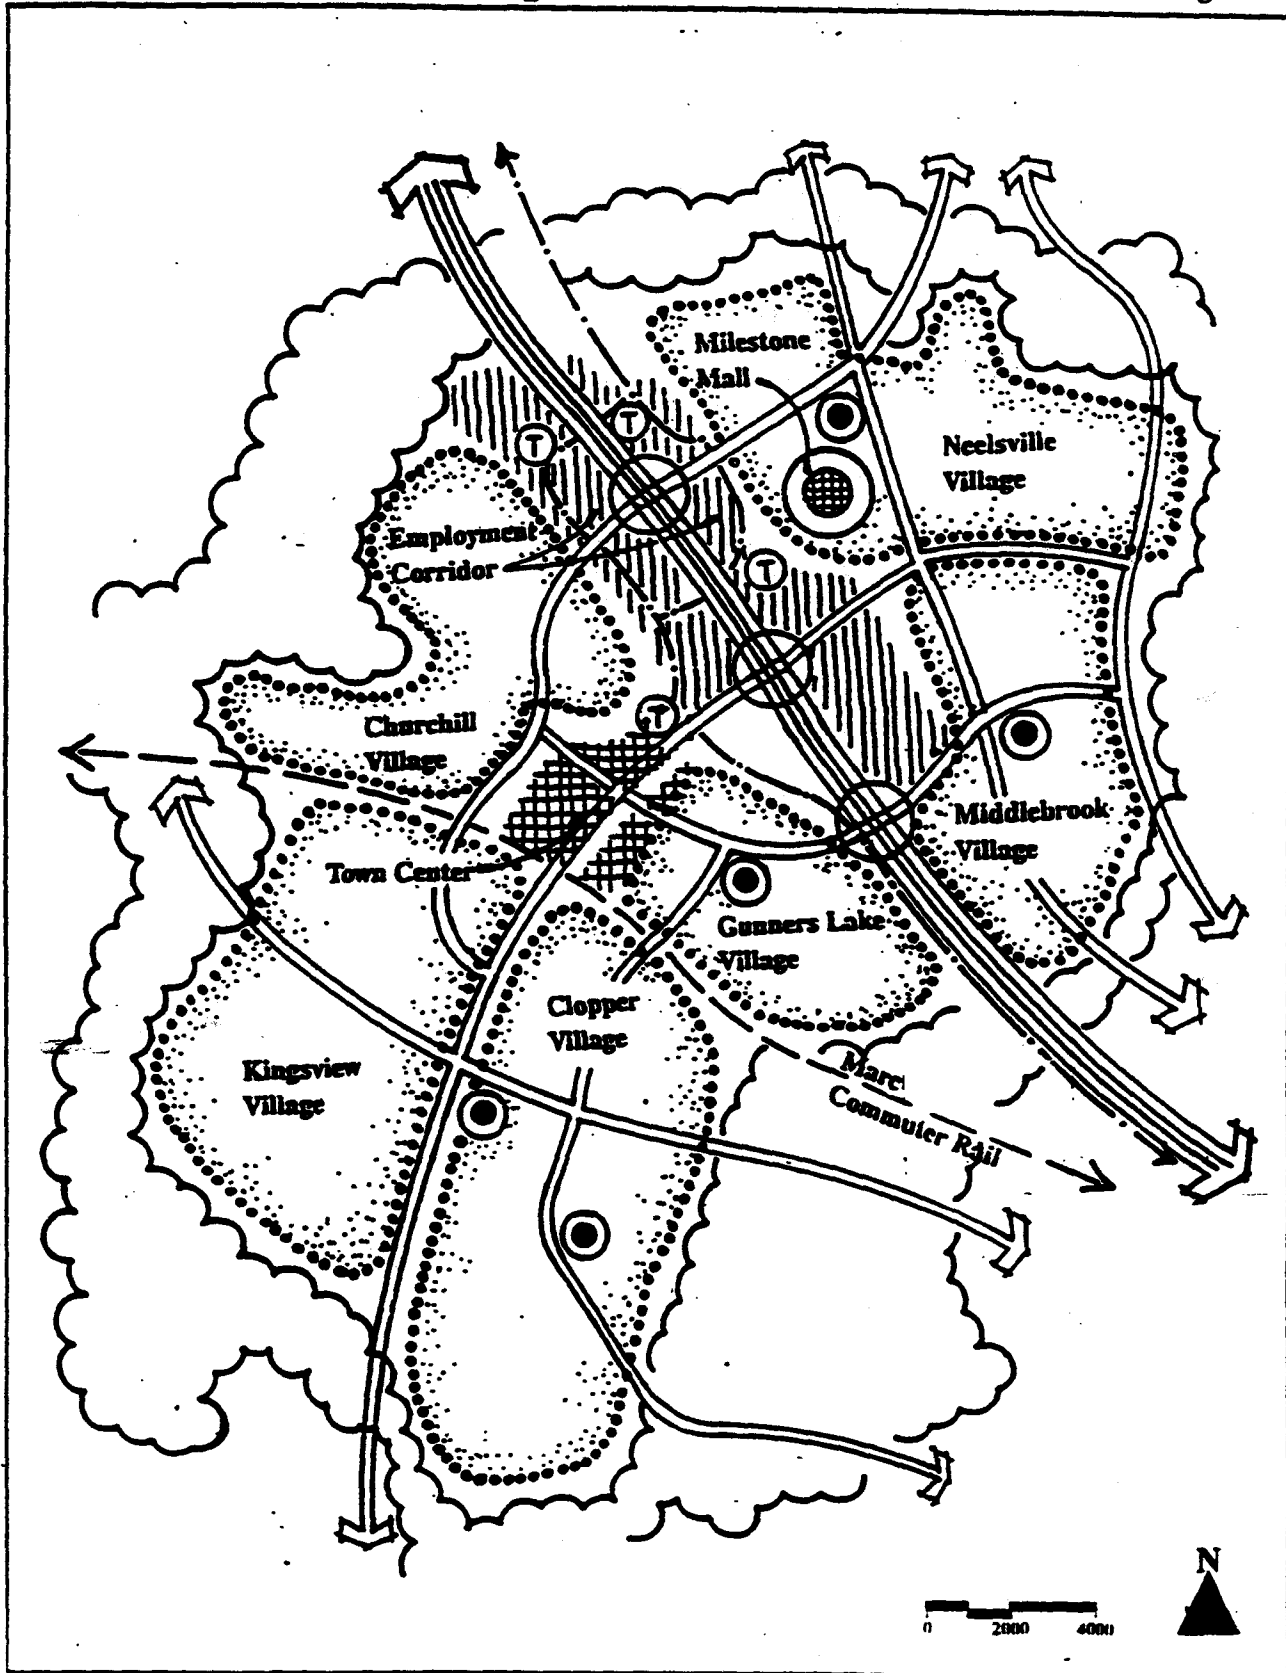 Milestone
Mall
Neelsville
Village
T
T
Employment
Corridor
T
Churchill
Village
T
Middlebrook
Village
Town Center
Gunners Lake
Village
Clopper
Village
Kingsview
Village
Marc
Commuter Rail
N
0 2000 4000